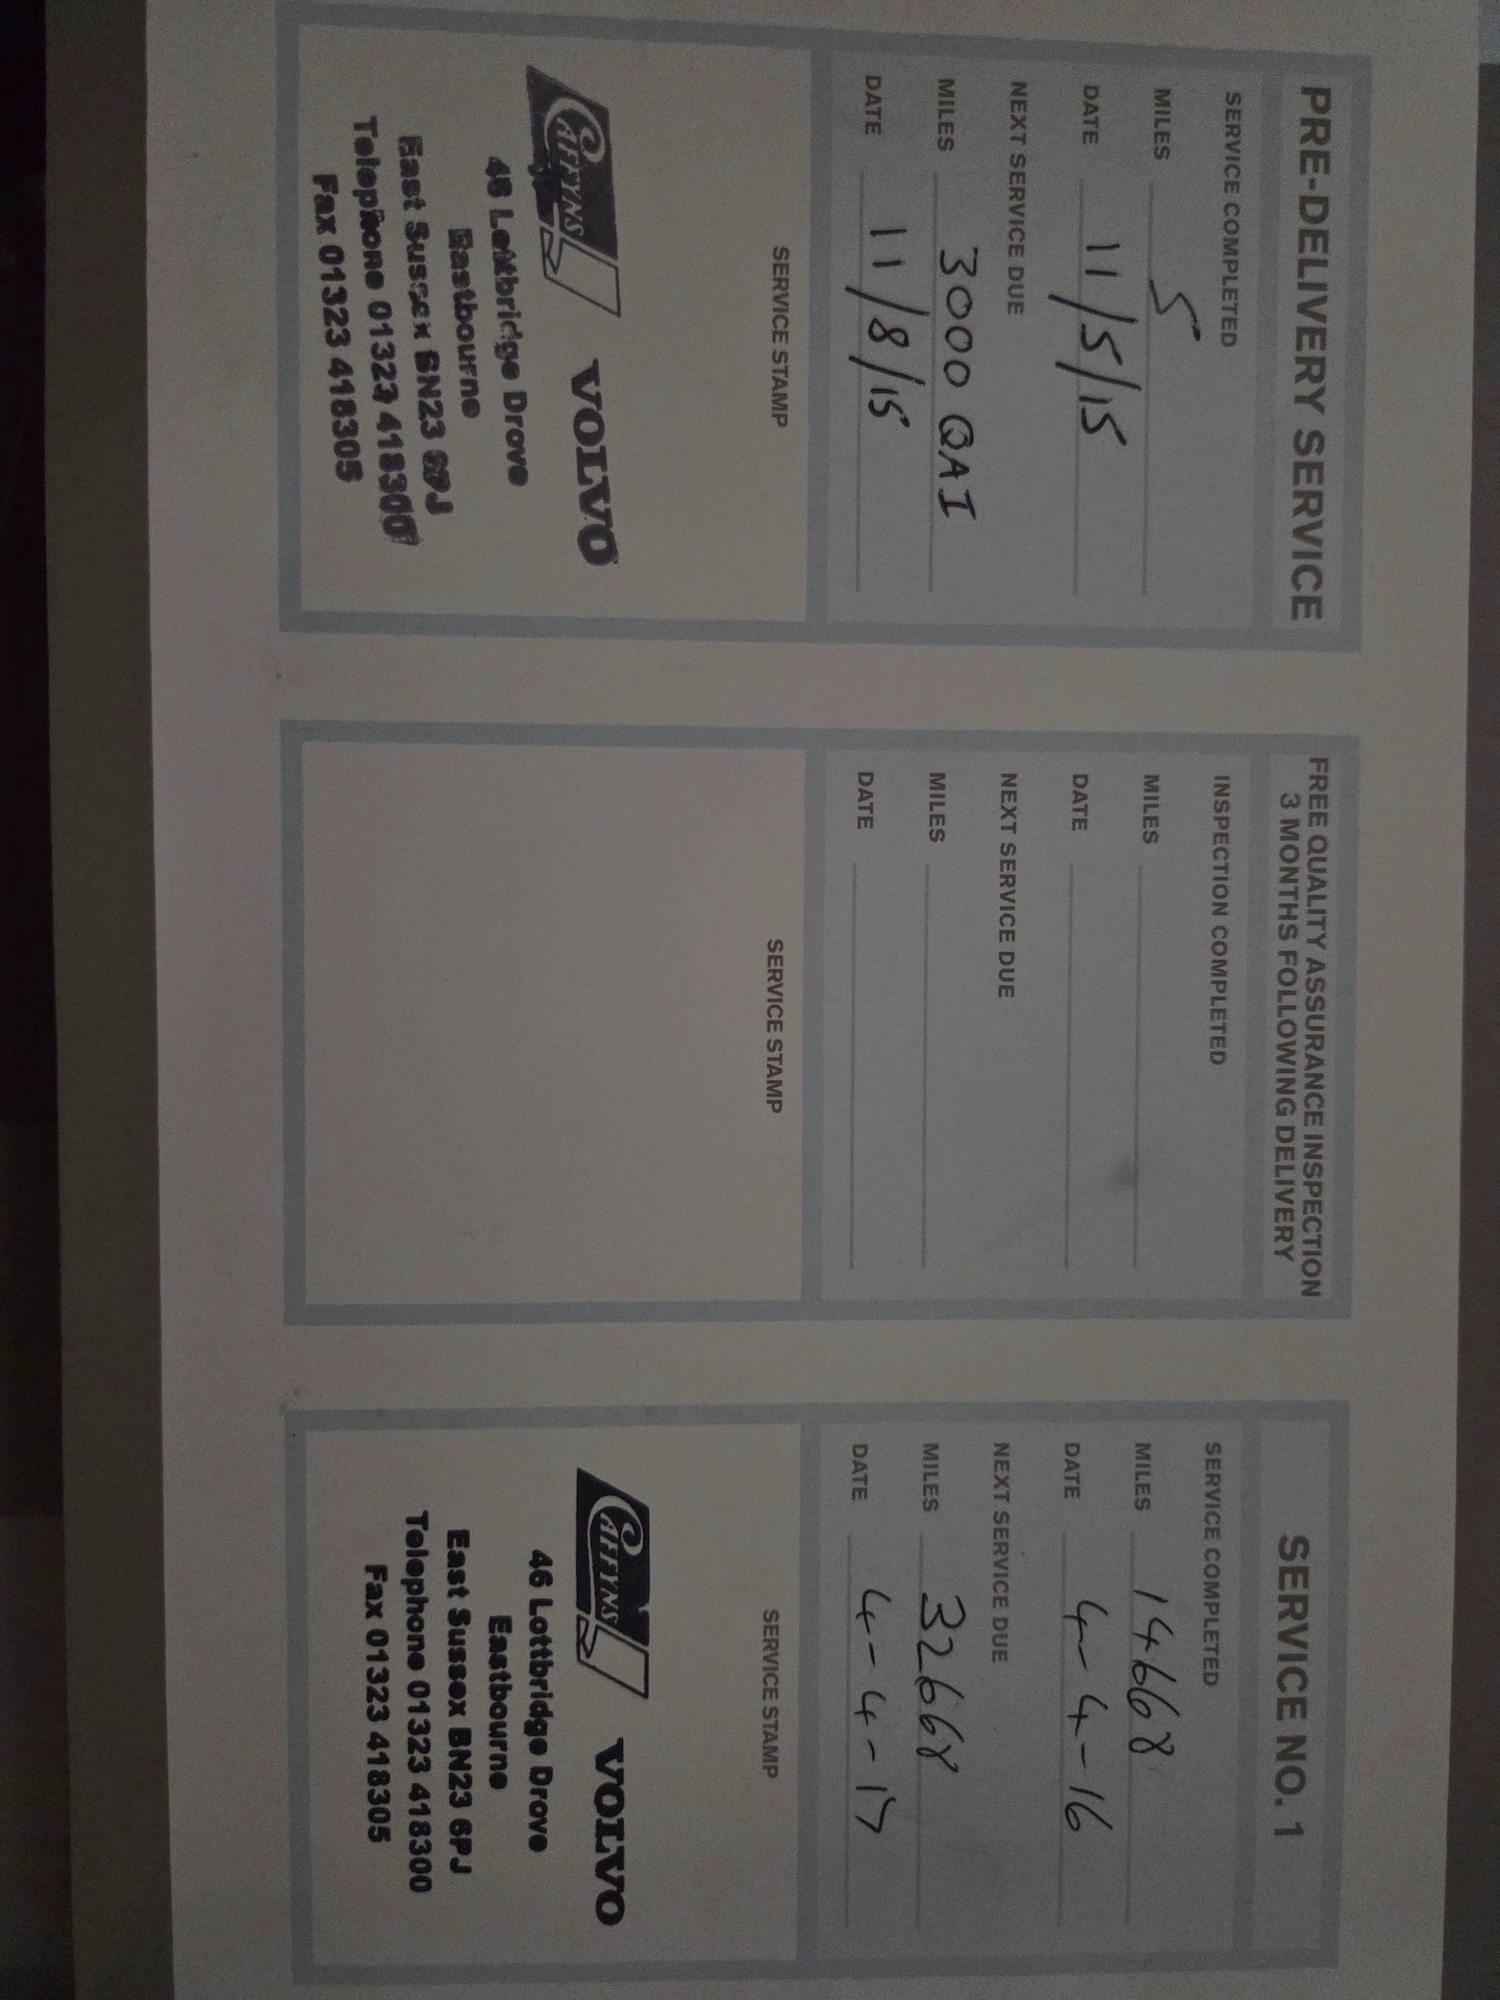 PRE-DELIVERY SERVICE
SERVICE COMPLETED
MILES 5
DATE 11/5/15
NEXT SERVICE DUE
MILES 3000 QAI
DATE 11/8/15
SERVICE STAMP
CAFFYNS VOLVO
46 Lottbridge Drove
Eastbourne
East Sussex BN23 6PJ
Telephone 01323 418300
Fax 01323 418305
FREE QUALITY ASSURANCE INSPECTION
3 MONTHS FOLLOWING DELIVERY
INSPECTION COMPLETED
MILES
DATE
NEXT SERVICE DUE
MILES
DATE
SERVICE STAMP
SERVICE NO. 1
SERVICE COMPLETED
MILES 14668
DATE 4-4-16
NEXT SERVICE DUE
MILES 32668
DATE 4-4-17
SERVICE STAMP
CAFFYNS VOLVO
46 Lottbridge Drove
Eastbourne
East Sussex BN23 6PJ
Telephone 01323 418300
Fax 01323 418305